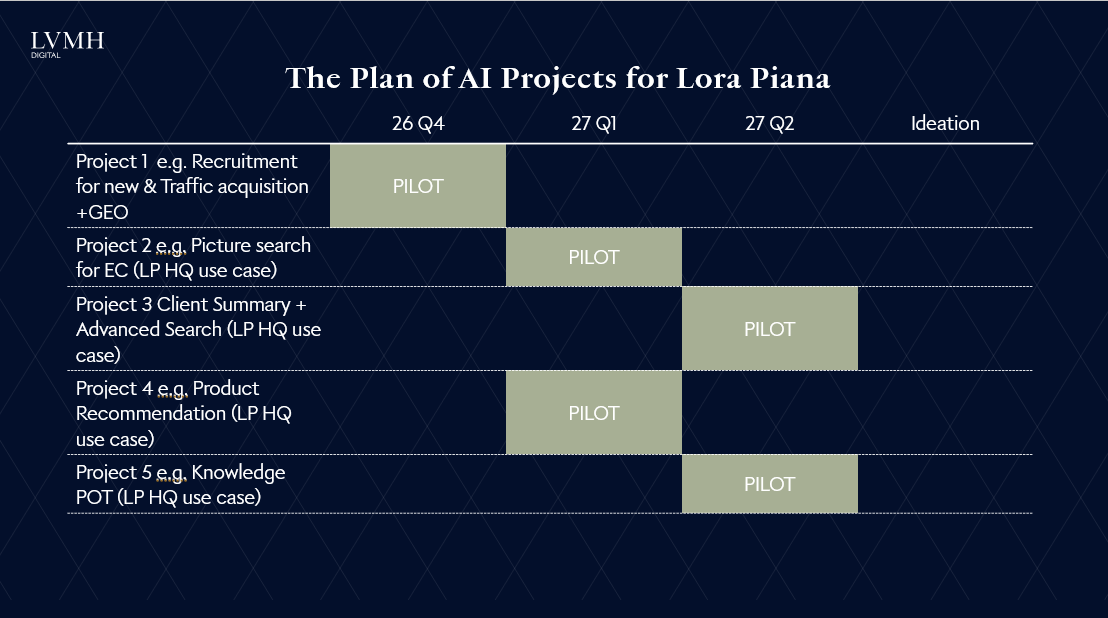 LVMH
DIGITAL
The Plan of AI Projects for Lora Piana
26 Q4 27 Q1 27 Q2 Ideation
Project 1 e.g. Recruitment
for new & Traffic acquisition
+GEO
PILOT
Project 2 e.g. Picture search
for EC (LP HQ use case)
PILOT
Project 3 Client Summary +
Advanced Search (LP HQ use
case)
PILOT
Project 4 e.g. Product
Recommendation (LP HQ
use case)
PILOT
Project 5 e.g. Knowledge
POT (LP HQ use case)
PILOT